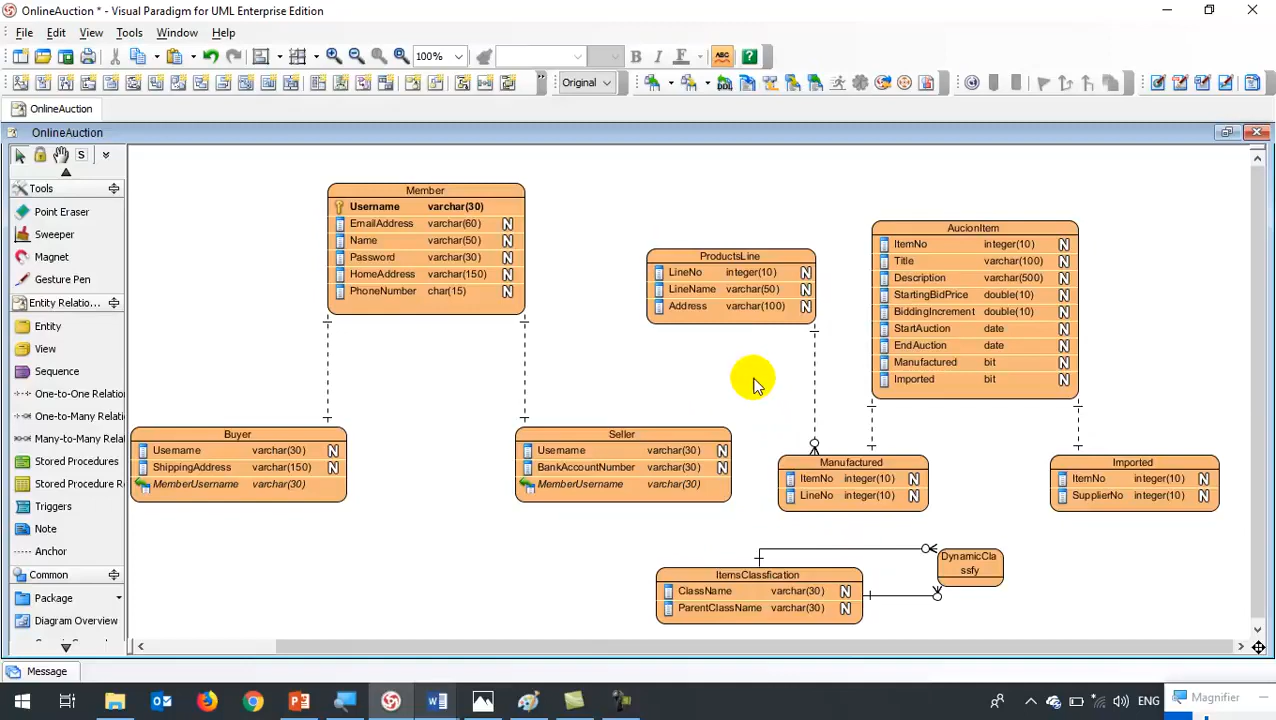 OnlineAuction * - Visual Paradigm for UML Enterprise Edition
File Edit View Tools Window Help
100%
B I F ABC ?
Original
DDL
OnlineAuction
OnlineAuction
S
Tools
Point Eraser
Sweeper
Magnet
Gesture Pen
Entity Relatio...
Entity
View
Sequence
One-to-One Relation
One-to-Many Relatio
Many-to-Many Rela
Stored Procedures
Stored Procedure R
Triggers
Note
Anchor
Common
Package
Diagram Overview
Member
Username varchar(30)
EmailAddress varchar(60) N
Name varchar(50) N
Password varchar(30) N
HomeAddress varchar(150) N
PhoneNumber char(15) N
ProductsLine
LineNo integer(10) N
LineName varchar(50) N
Address varchar(100) N
AucionItem
ItemNo integer(10) N
Title varchar(100) N
Description varchar(500) N
StartingBidPrice double(10) N
BiddingIncrement double(10) N
StartAuction date N
EndAuction date N
Manufactured bit N
Imported bit N
Buyer
Username varchar(30) N
ShippingAddress varchar(150) N
MemberUsername varchar(30)
Seller
Username varchar(30) N
BankAccountNumber varchar(30) N
MemberUsername varchar(30)
Manufactured
ItemNo integer(10) N
LineNo integer(10) N
Imported
ItemNo integer(10) N
SupplierNo integer(10) N
ItemsClassfication
ClassName varchar(30) N
ParentClassName varchar(30) N
DynamicCla
ssfy
Message
ENG
Magnifier